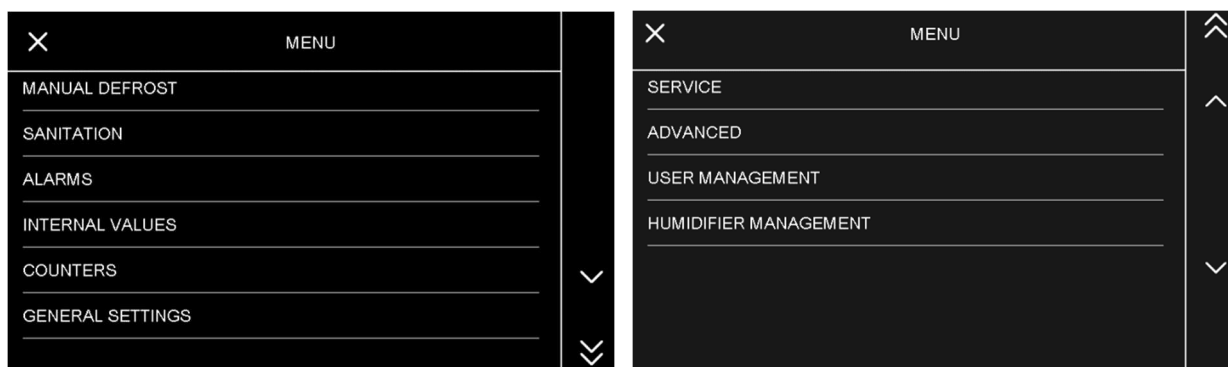 MENU
MANUAL DEFROST
SANITATION
ALARMS
INTERNAL VALUES
COUNTERS
GENERAL SETTINGS
MENU
SERVICE
ADVANCED
USER MANAGEMENT
HUMIDIFIER MANAGEMENT